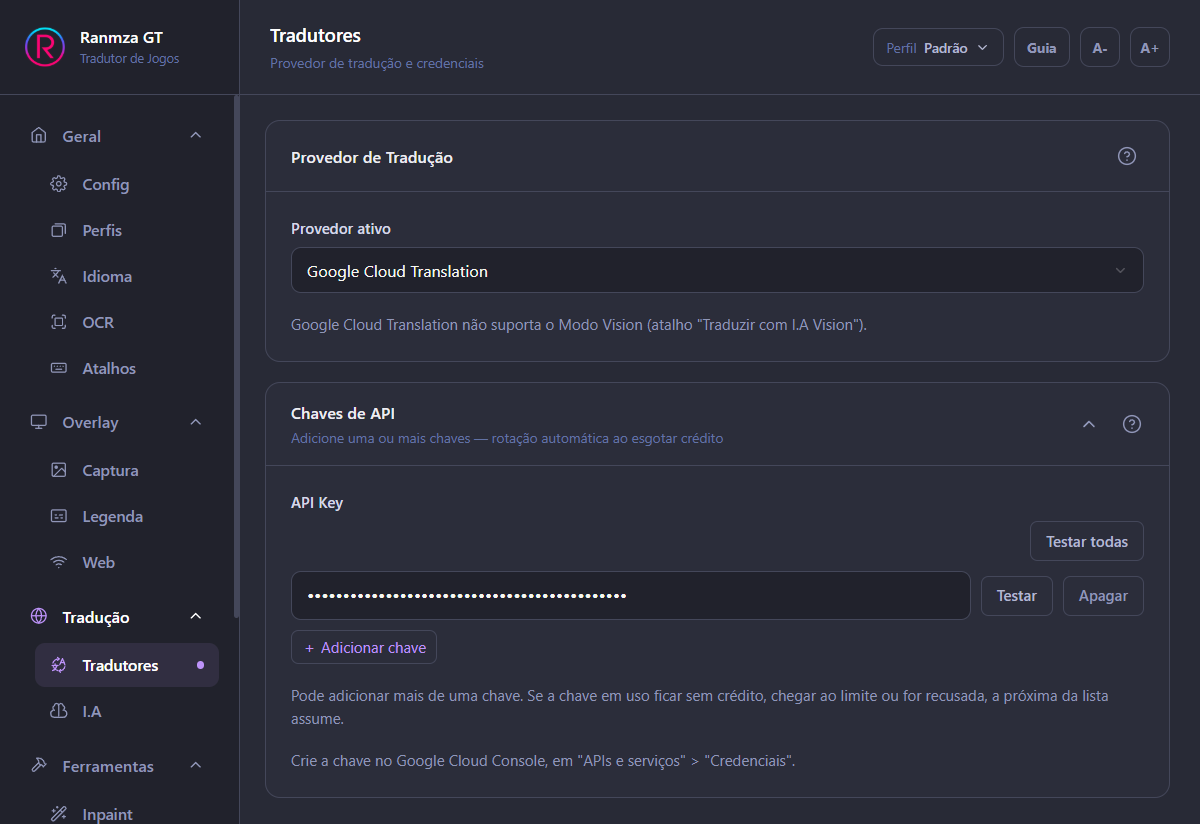 Ranmza GT
Tradutor de Jogos
Tradutores
Provedor de tradução e credenciais
Perfil Padrão
Guia
A-
A+
Geral
Config
Perfis
Idioma
OCR
Atalhos
Overlay
Captura
Legenda
Web
Tradução
Tradutores
I.A
Ferramentas
Inpaint
Provedor de Tradução
Provedor ativo
Google Cloud Translation
Google Cloud Translation não suporta o Modo Vision (atalho "Traduzir com I.A Vision").
Chaves de API
Adicione uma ou mais chaves — rotação automática ao esgotar crédito
API Key
Testar todas
Testar
Apagar
+ Adicionar chave
Pode adicionar mais de uma chave. Se a chave em uso ficar sem crédito, chegar ao limite ou for recusada, a próxima da lista
assume.
Crie a chave no Google Cloud Console, em "APIs e serviços" > "Credenciais".